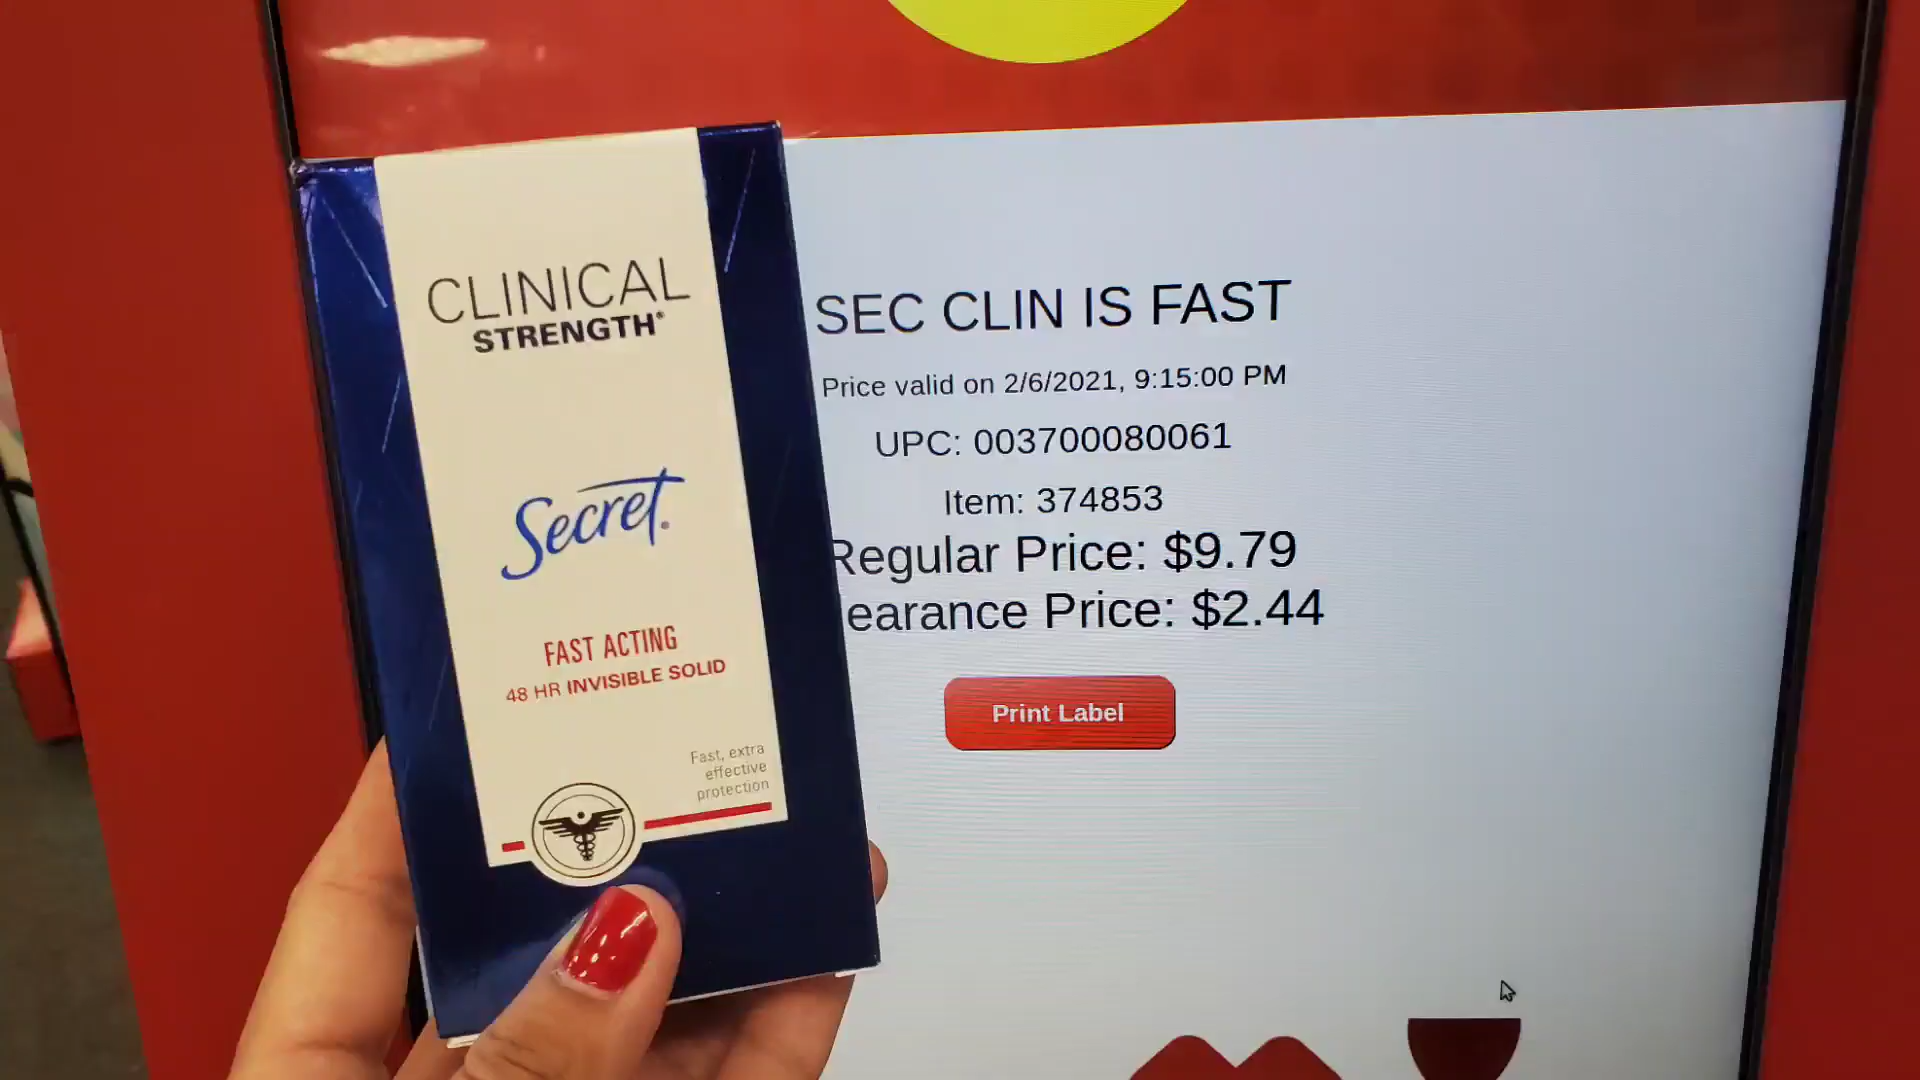 CLINICAL
STRENGTH®
Secret®
FAST ACTING
48 HR INVISIBLE SOLID
Fast, extra
effective
protection
SEC CLIN IS FAST
Price valid on 2/6/2021, 9:15:00 PM
UPC: 003700080061
Item: 374853
Regular Price: $9.79
earance Price: $2.44
Print Label